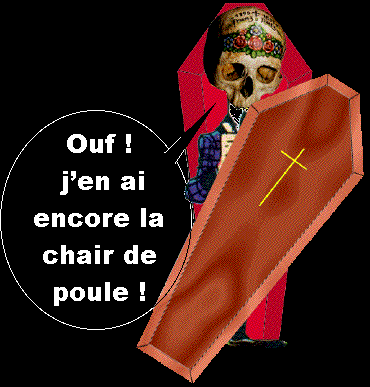 Ouf !
j’en ai
encore la
chair de
poule !